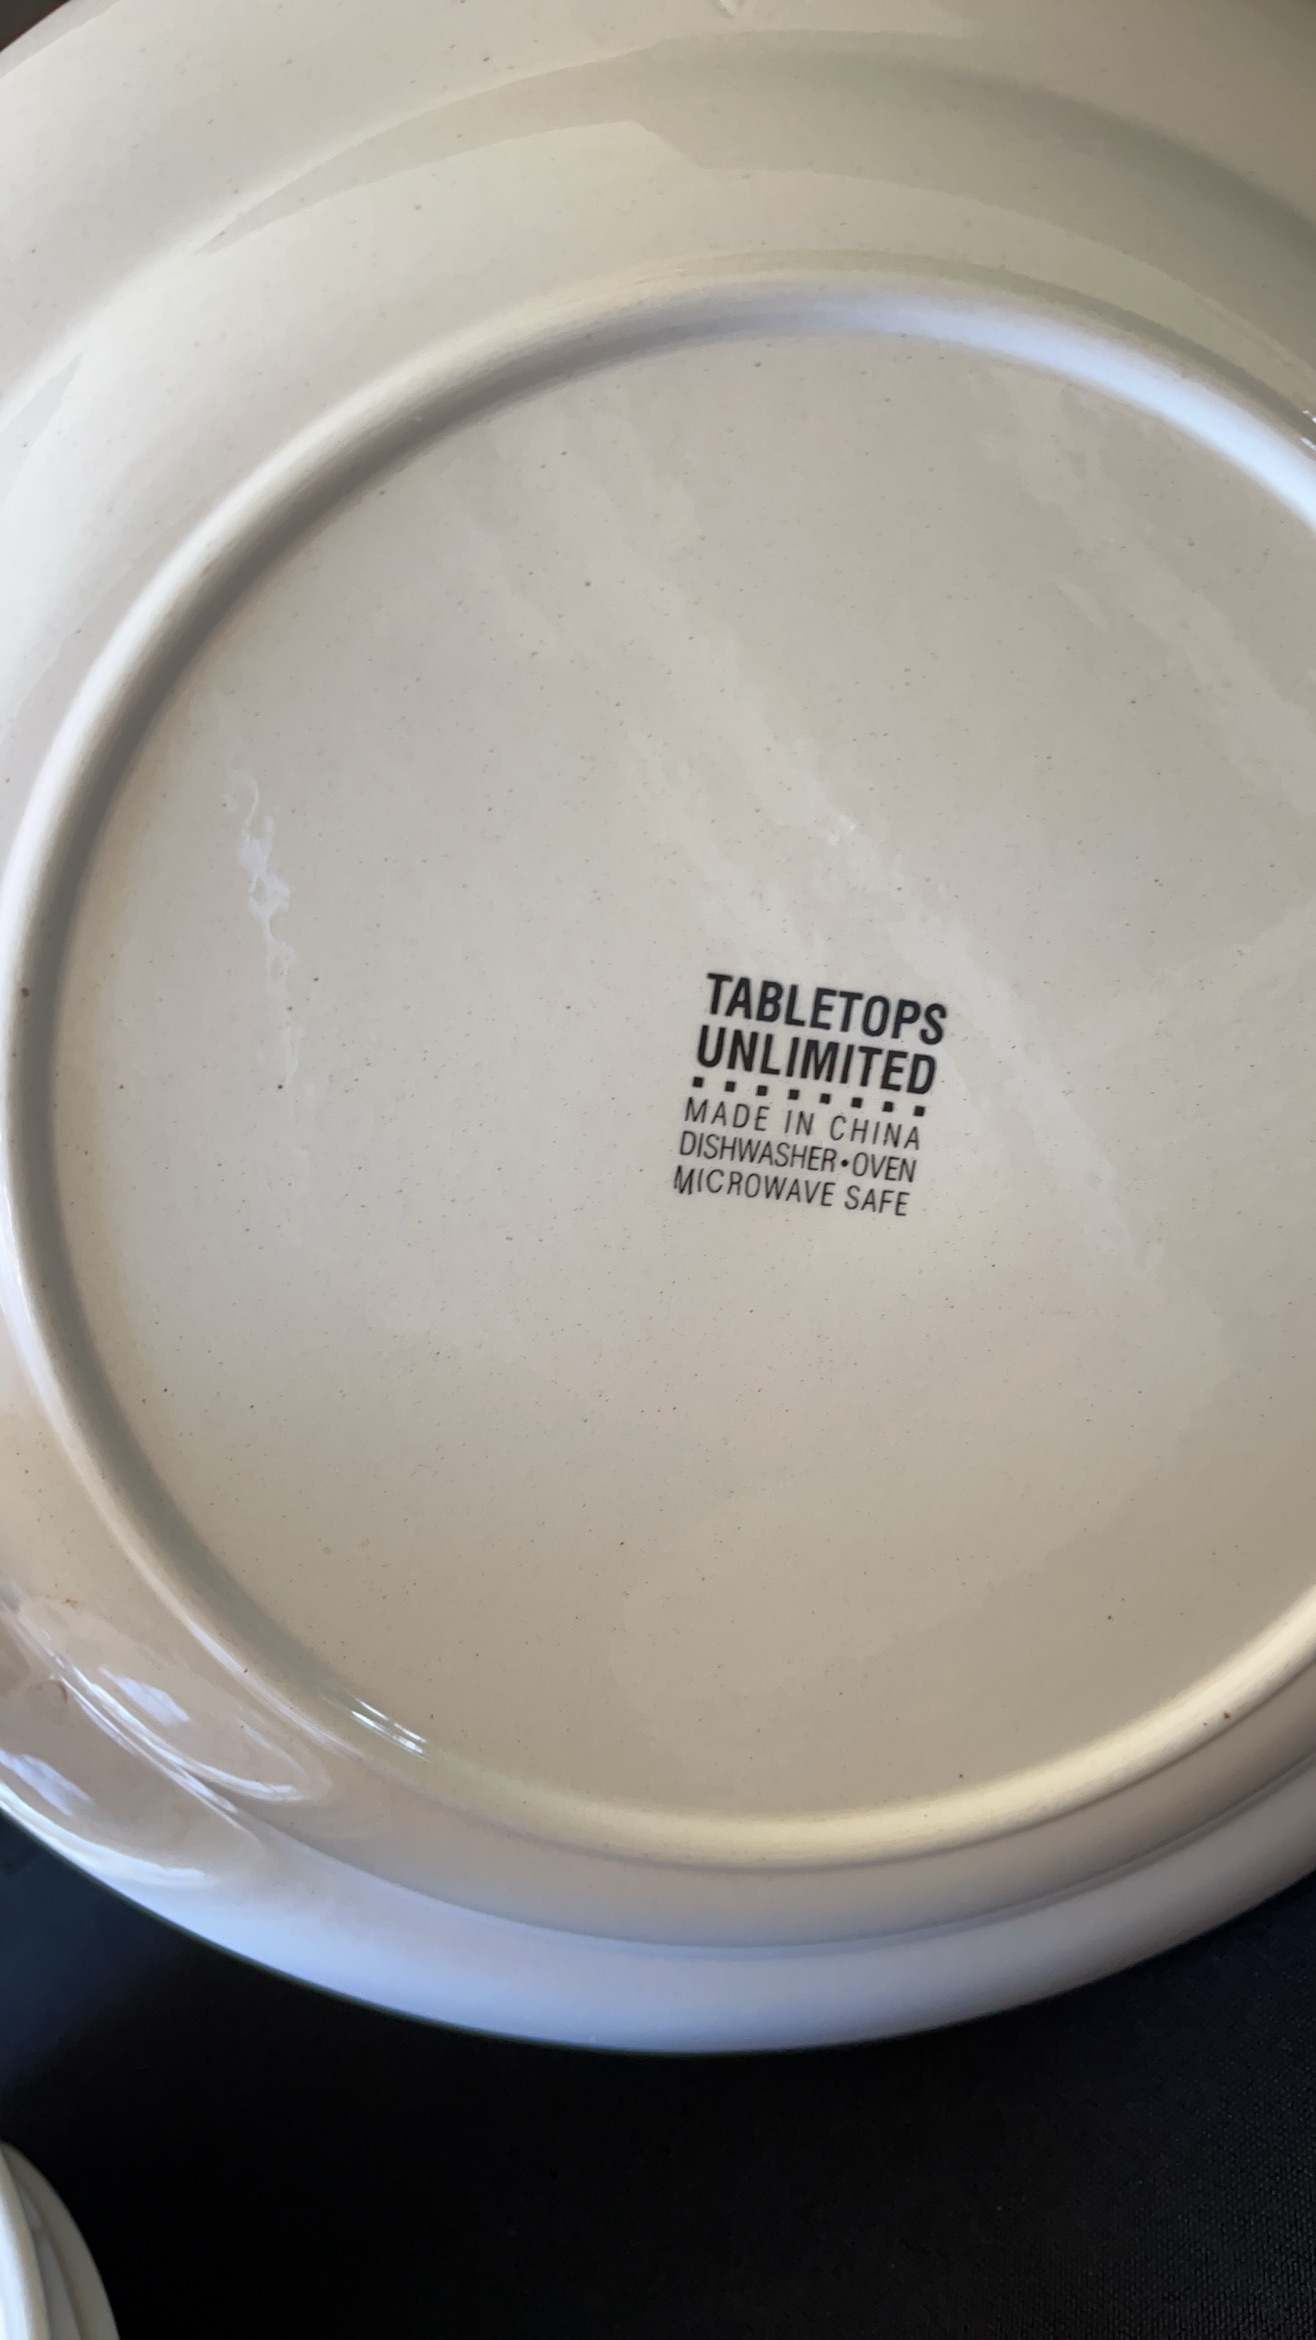 TABLETOPS
UNLIMITED
MADE IN CHINA
DISHWASHER•OVEN
MICROWAVE SAFE